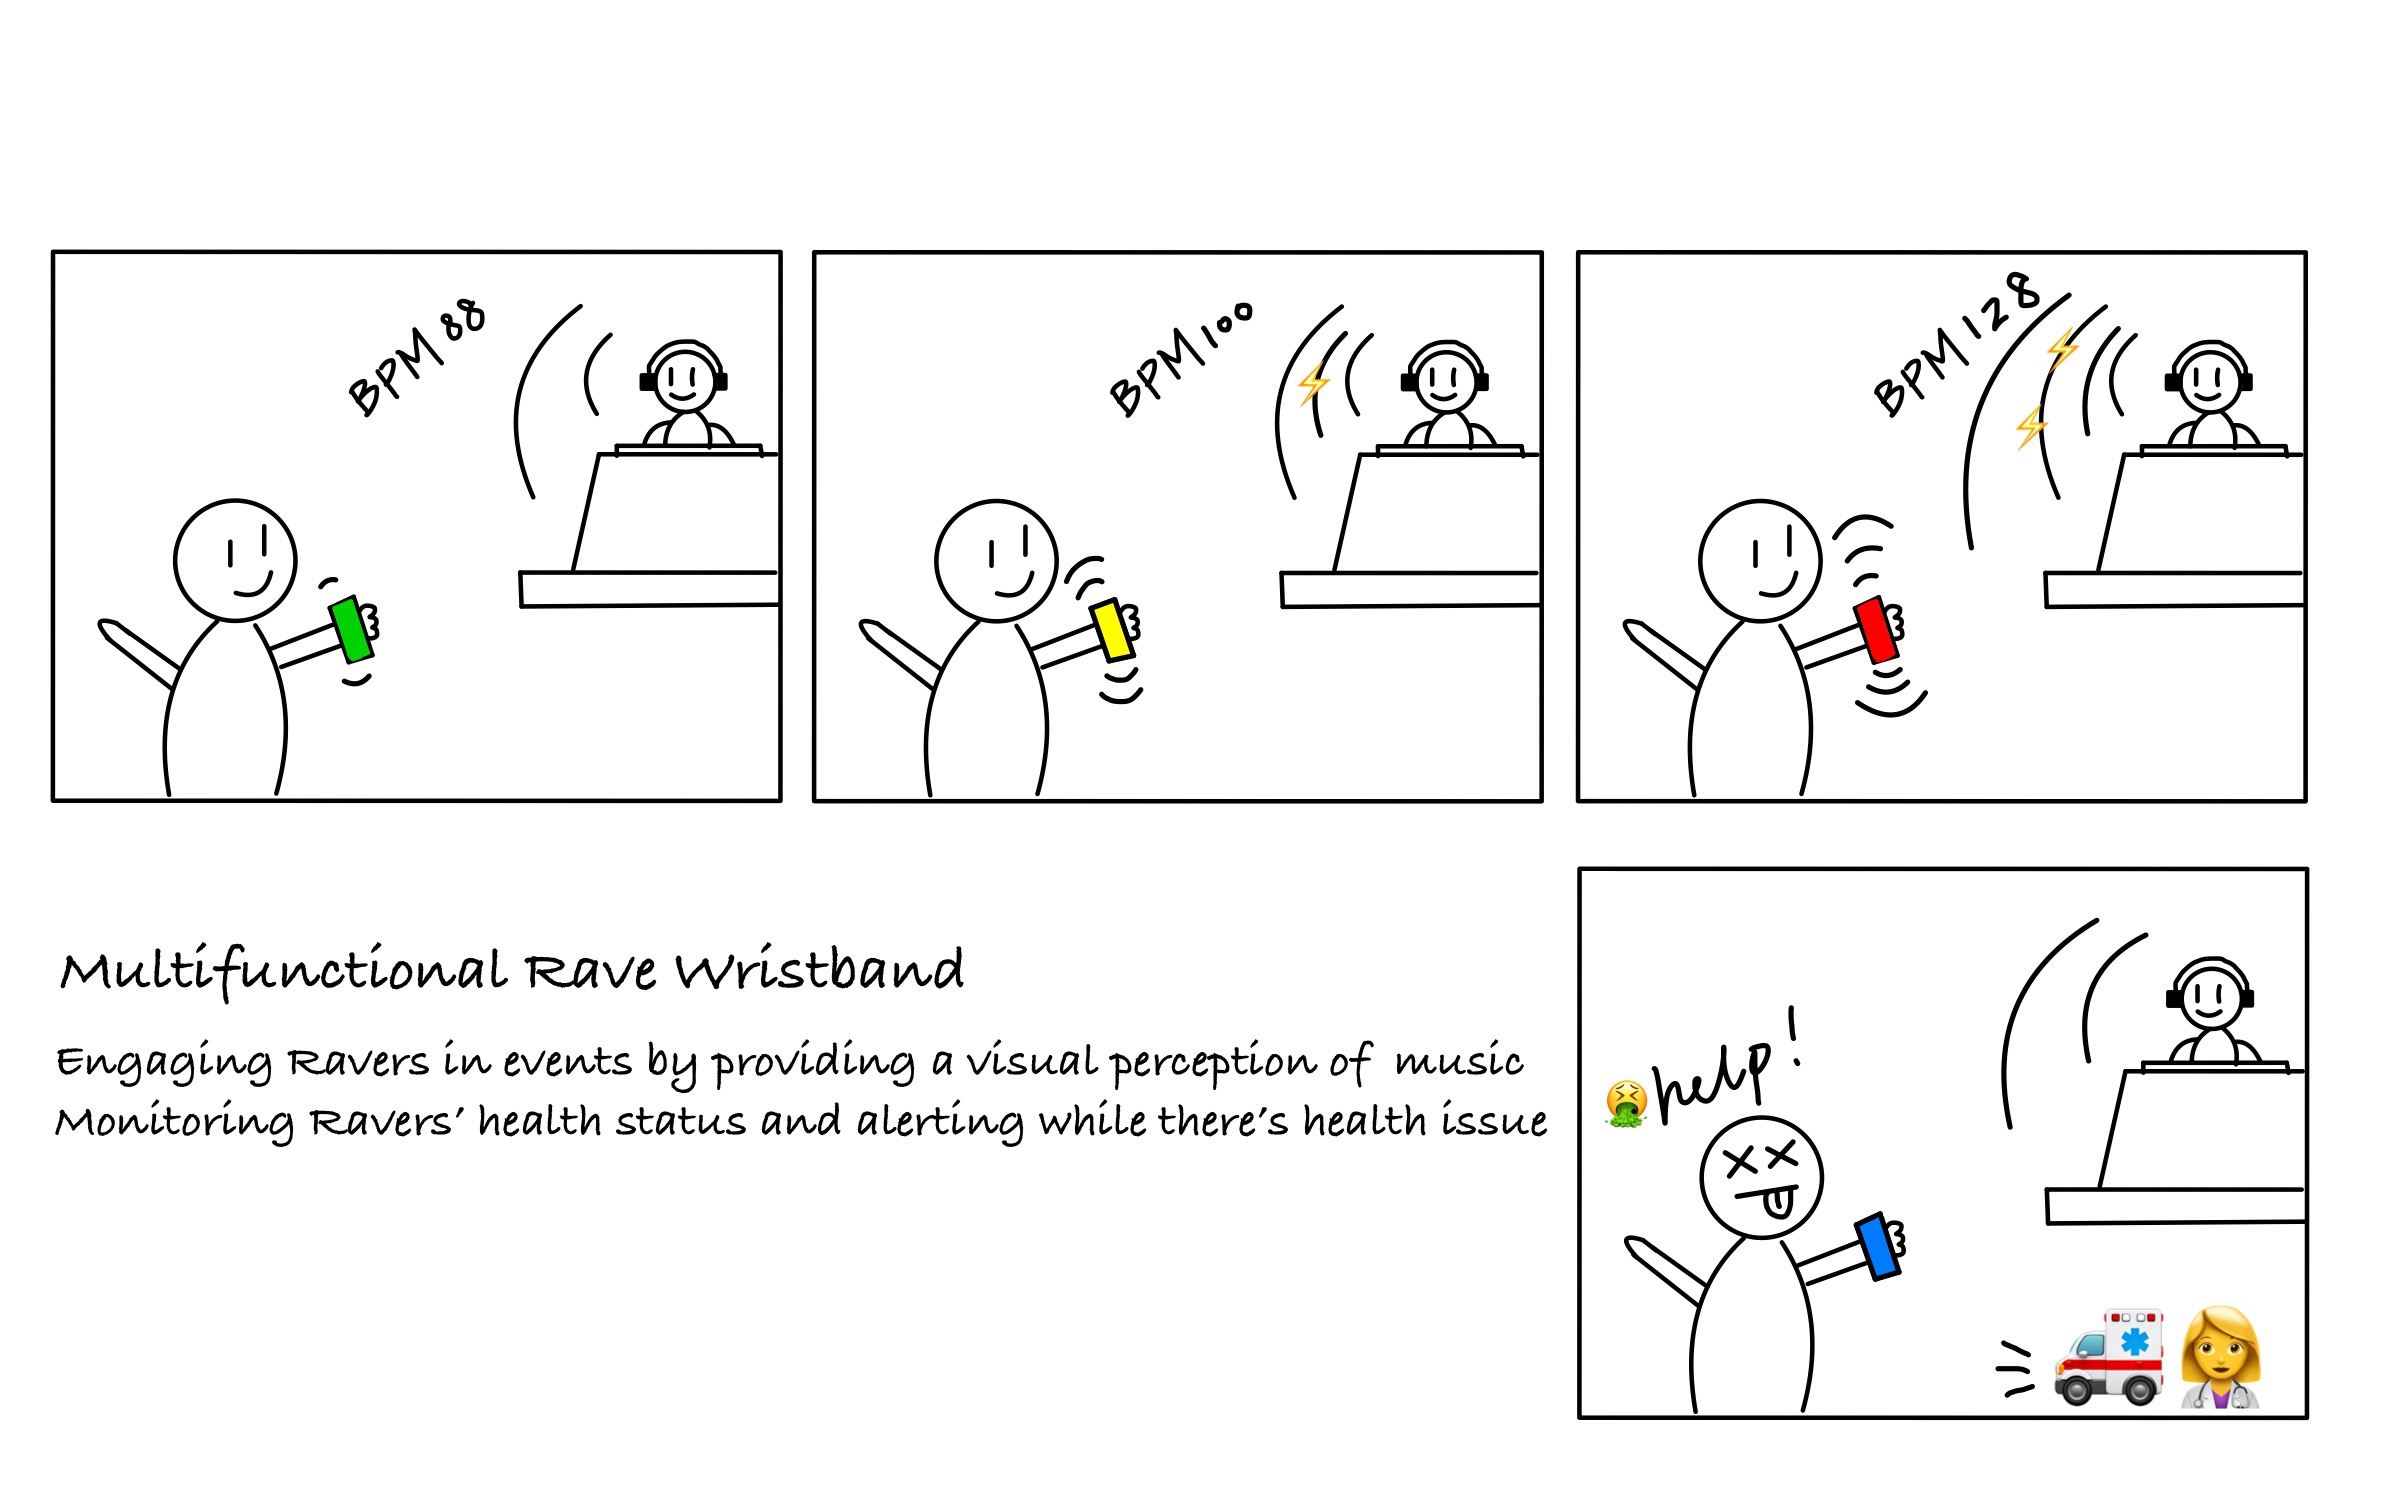 BPM 88
BPM 100
BPM 128
Multifunctional Rave Wristband
Engaging Ravers in events by providing a visual perception of music
Monitoring Ravers' health status and alerting while there's health issue
help!